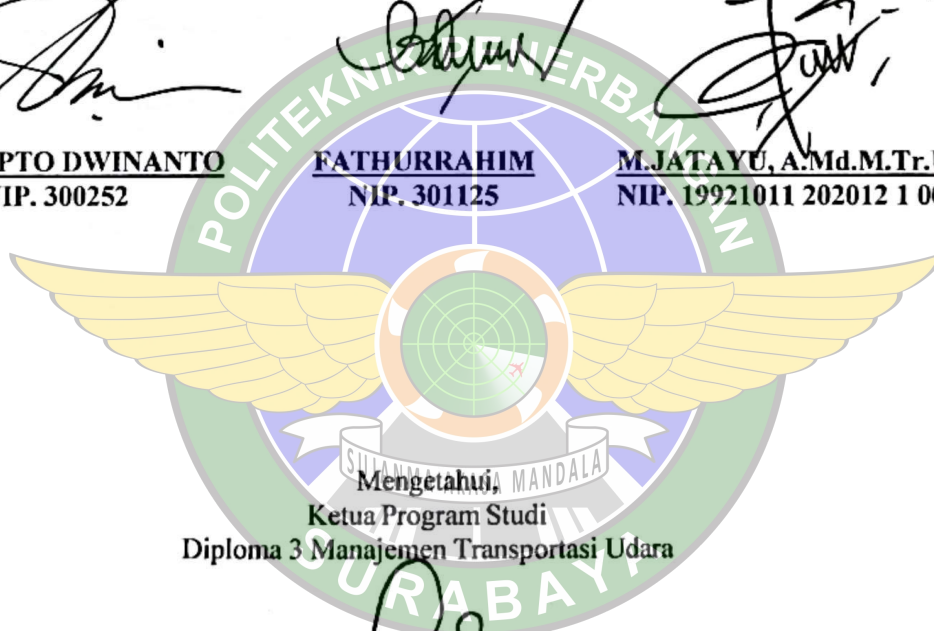 POLITEKNIK PENERBANGAN
PTO DWINANTO FATHURRAHIM M.JATAYU, A.Md.M.Tr.
NIP. 300252 NIP. 301125 NIP. 19921011 202012 1
MANDALA
Mengetahui,
Ketua Program Studi
Diploma 3 Manajemen Transportasi Udara
SURABAYA